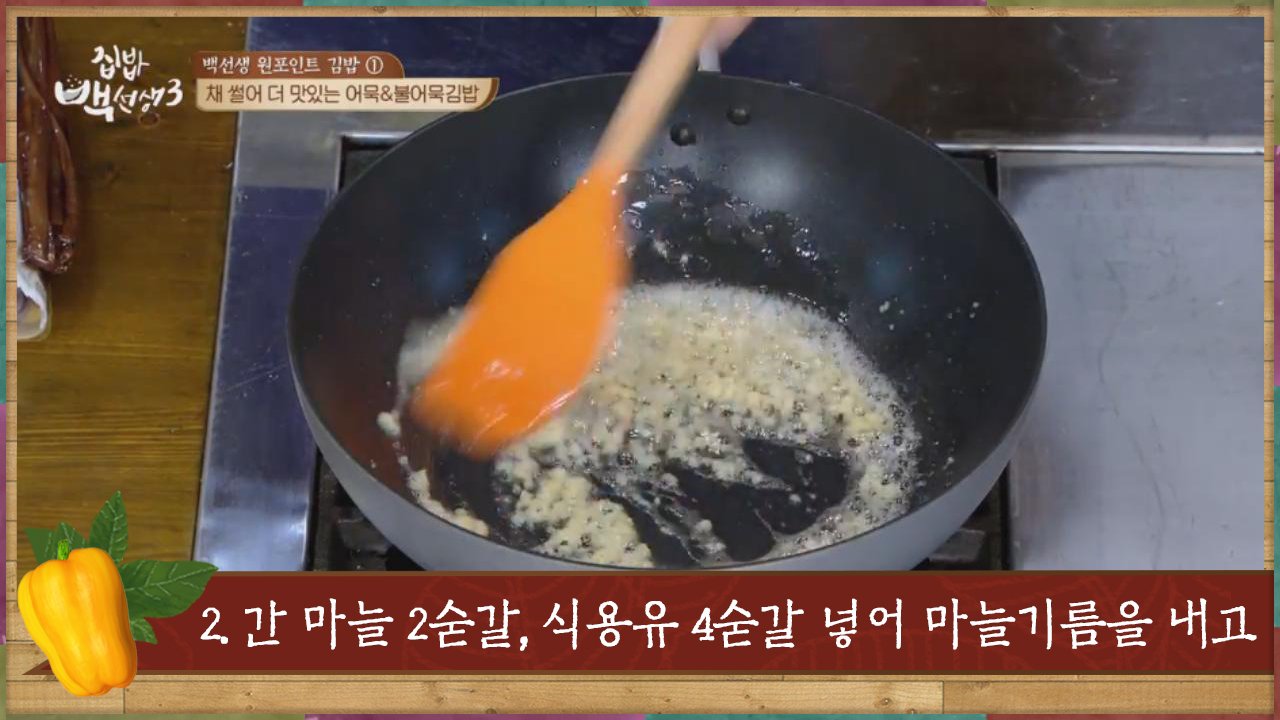 집밥
백선생3
백선생 원포인트 김밥 ①
채 썰어 더 맛있는 어묵&불어묵김밥
2. 간 마늘 2숟갈, 식용유 4숟갈 넣어 마늘기름을 내고